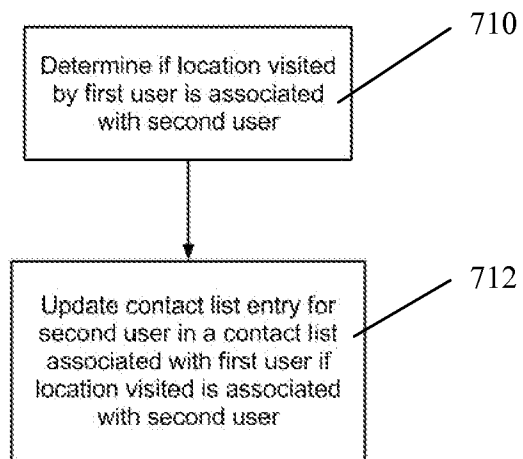 710
Determine if location visited
by first user is associated
with second user
712
Update contact list entry for
second user in a contact list
associated with first user if
location visited is associated
with second user